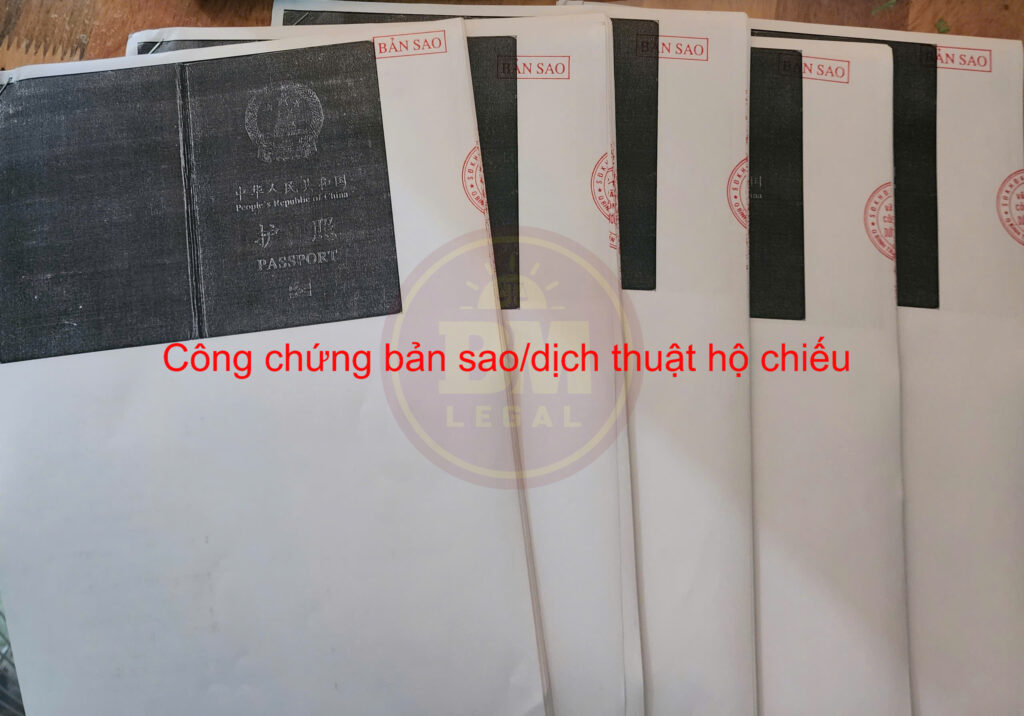 BẢN SAO
BẢN SAO
BẢN SAO
BẢN SAO
BẢN SAO
中华人民共和国
People's Republic of China
护照
PASSPORT
Công chứng bản sao/dịch thuật hộ chiếu
BM
LEGAL